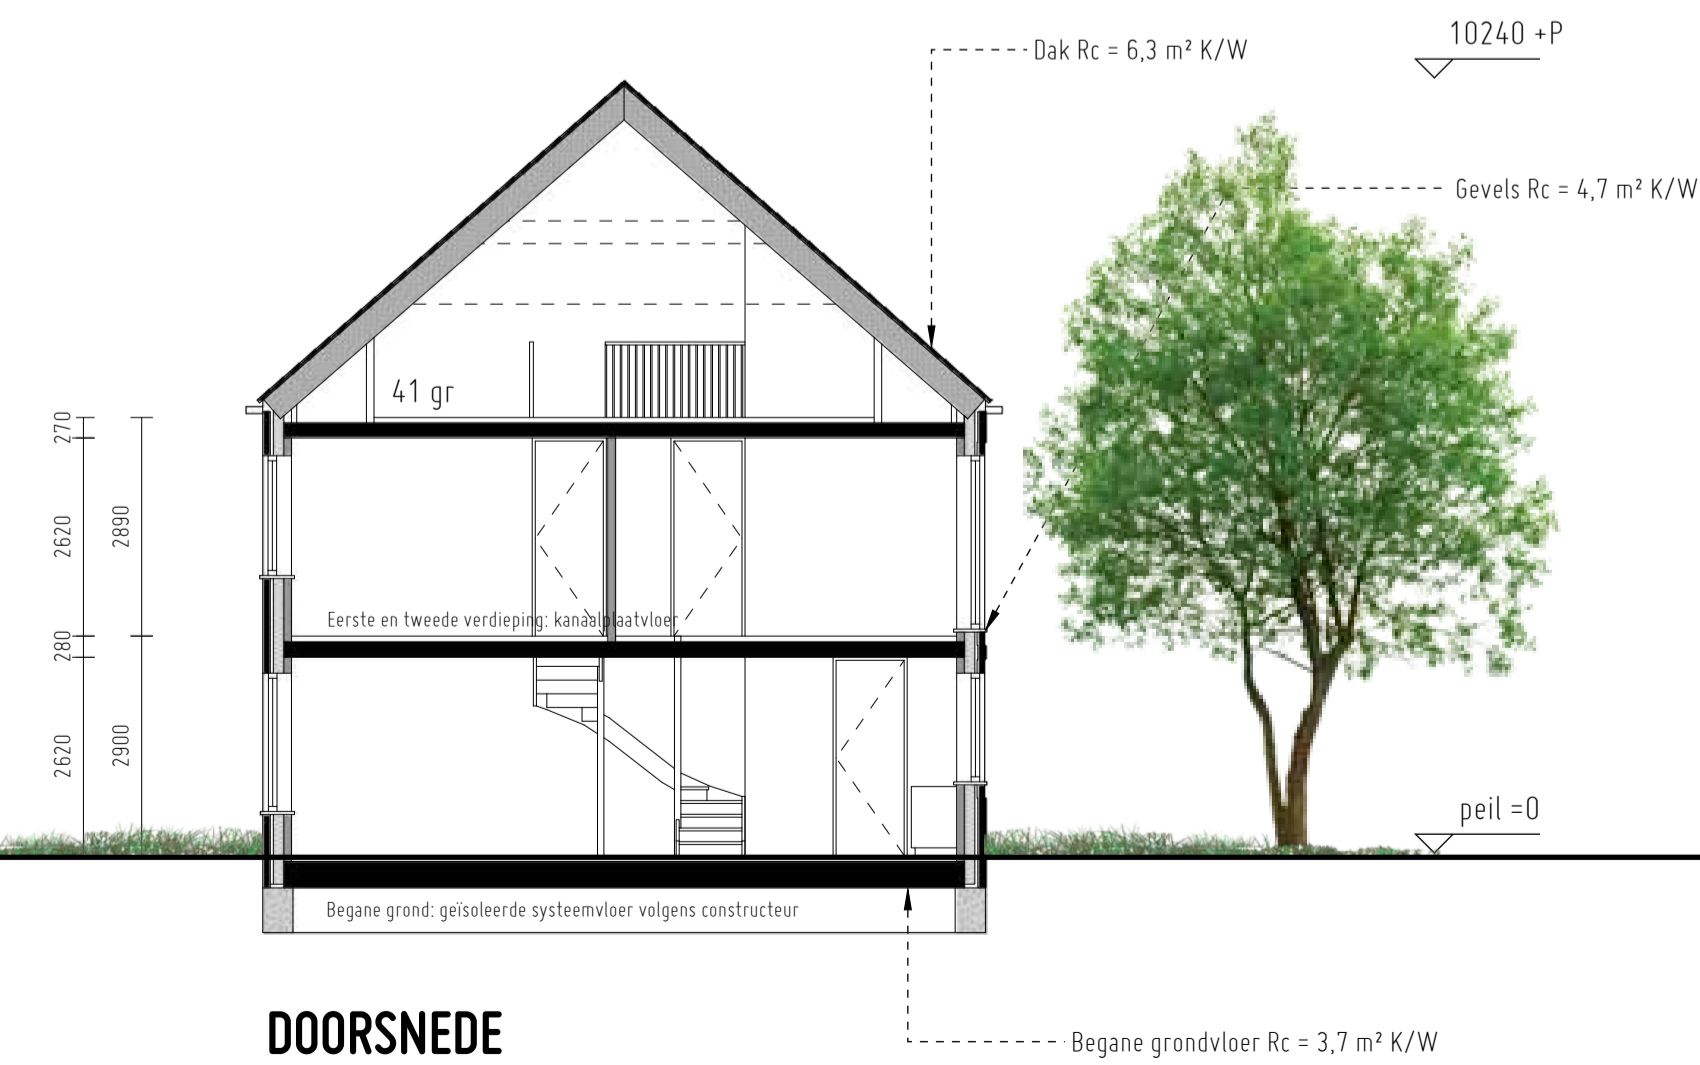 10240 +P
Dak Rc = 6,3 m² K/W
Gevels Rc = 4,7 m² K/W
41 gr
270
2620
2890
280
2620
2900
Eerste en tweede verdieping: kanaalplaatvloer
peil =0
Begane grond: geïsoleerde systeemvloer volgens constructeur
DOORSNEDE
Begane grondvloer Rc = 3,7 m² K/W